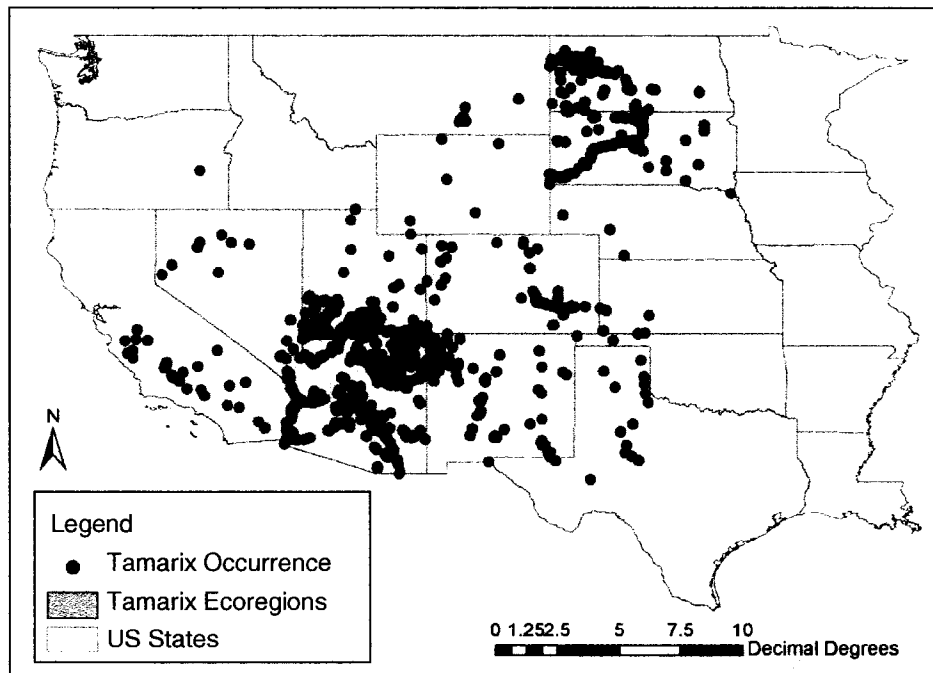 N
Legend
Tamarix Occurrence
Tamarix Ecoregions
US States
0 1.252.5 5 7.5 10
Decimal Degrees